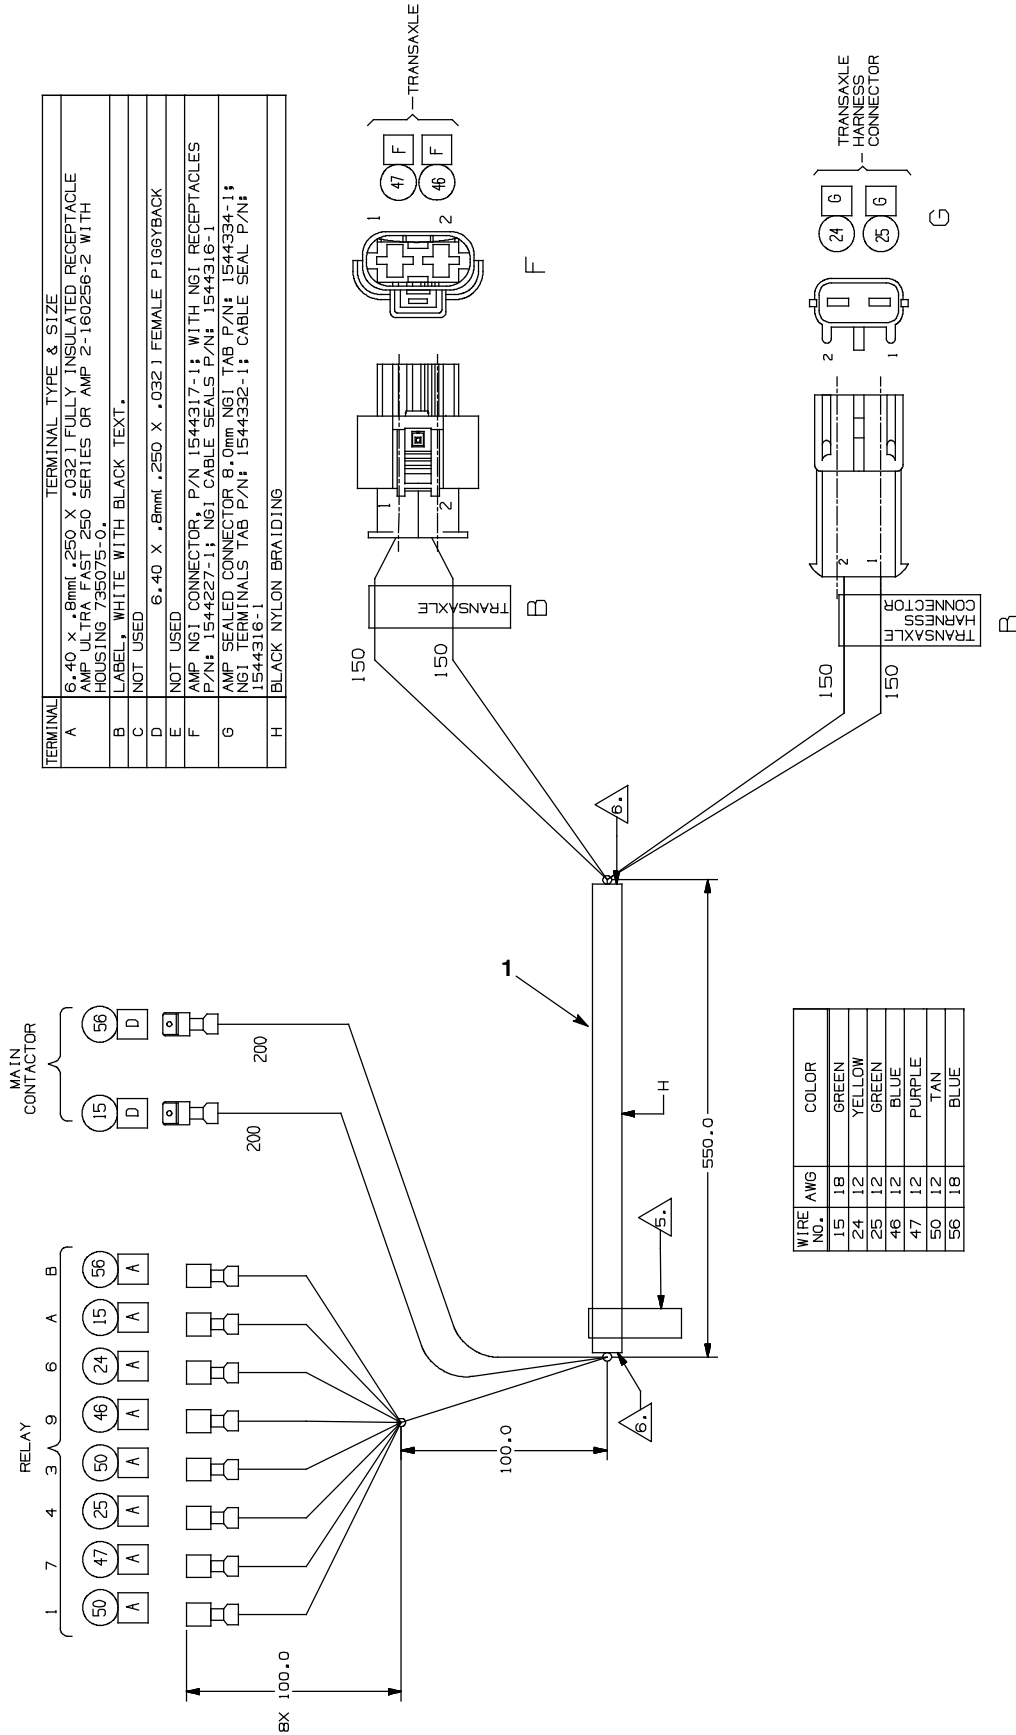 TERMINAL TERMINAL TYPE & SIZE
A 6.40 x .8mm[.250 X .032] FULLY INSULATED RECEPTACLE
AMP ULTRA FAST 250 SERIES OR AMP 2-160256-2 WITH
HOUSING 735075-0.
B LABEL, WHITE WITH BLACK TEXT.
C NOT USED
D 6.40 X .8mm[.250 X .032] FEMALE PIGGYBACK
E NOT USED
F AMP NGI CONNECTOR, P/N 1544317-1; WITH NGI RECEPTACLES
P/N: 1544227-1; NGI CABLE SEALS P/N: 1544316-1
G AMP SEALED CONNECTOR 8.0mm NGI TAB P/N: 1544334-1;
NGI TERMINALS TAB P/N: 1544332-1; CABLE SEAL P/N:
1544316-1
H BLACK NYLON BRAIDING
RELAY
1 7 4 3 9 6 A B
50 47 25 50 46 24 15 56
A A A A A A A A
8X 100.0
MAIN
CONTACTOR
15 56
D D
200
200
100.0
6.
5.
H
1
550.0
6.
150
150
TRANSAXLE
B
1
2
F
1
2
47 F
46 F
TRANSAXLE
150
150
TRANSAXLE
HARNESS
CONNECTOR
B
2
1
2
1
24 G
25 G
G
TRANSAXLE
HARNESS
CONNECTOR
WIRE
NO. AWG COLOR
15 18 GREEN
24 12 YELLOW
25 12 GREEN
46 12 BLUE
47 12 PURPLE
50 12 TAN
56 18 BLUE